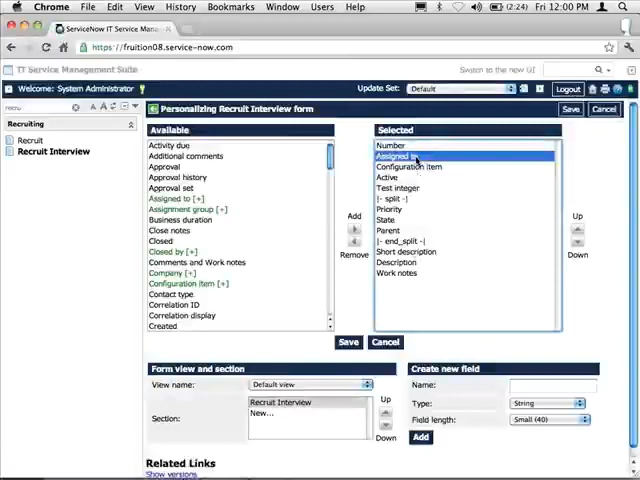 Chrome File Edit View History Bookmarks Window Users Help (2:24) Fri 12:00 PM
ServiceNow IT Service Mana
https://fruition08.service-now.com
IT Service Management Suite Switch to the new UI
Welcome: System Administrator Update Set: Default Logout
recru A A
Personalizing Recruit Interview form Save Cancel
Recruiting
Recruit
Recruit Interview
Available
Activity due
Additional comments
Approval
Approval history
Approval set
Assigned to [+]
Assignment group [+]
Business duration
Close notes
Closed
Closed by [+]
Comments and Work notes
Company [+]
Configuration item [+]
Contact type
Correlation ID
Correlation display
Created
Add
Remove
Selected
Number
Assigned to
Configuration item
Active
Test integer
|- split -|
Priority
State
Parent
|- end_split -|
Short description
Description
Work notes
Up
Down
Save Cancel
Form view and section
View name: Default view
Section: Recruit Interview
New...
Up
Down
Create new field
Name:
Type: String
Field length: Small (40)
Add
Related Links
Show versions